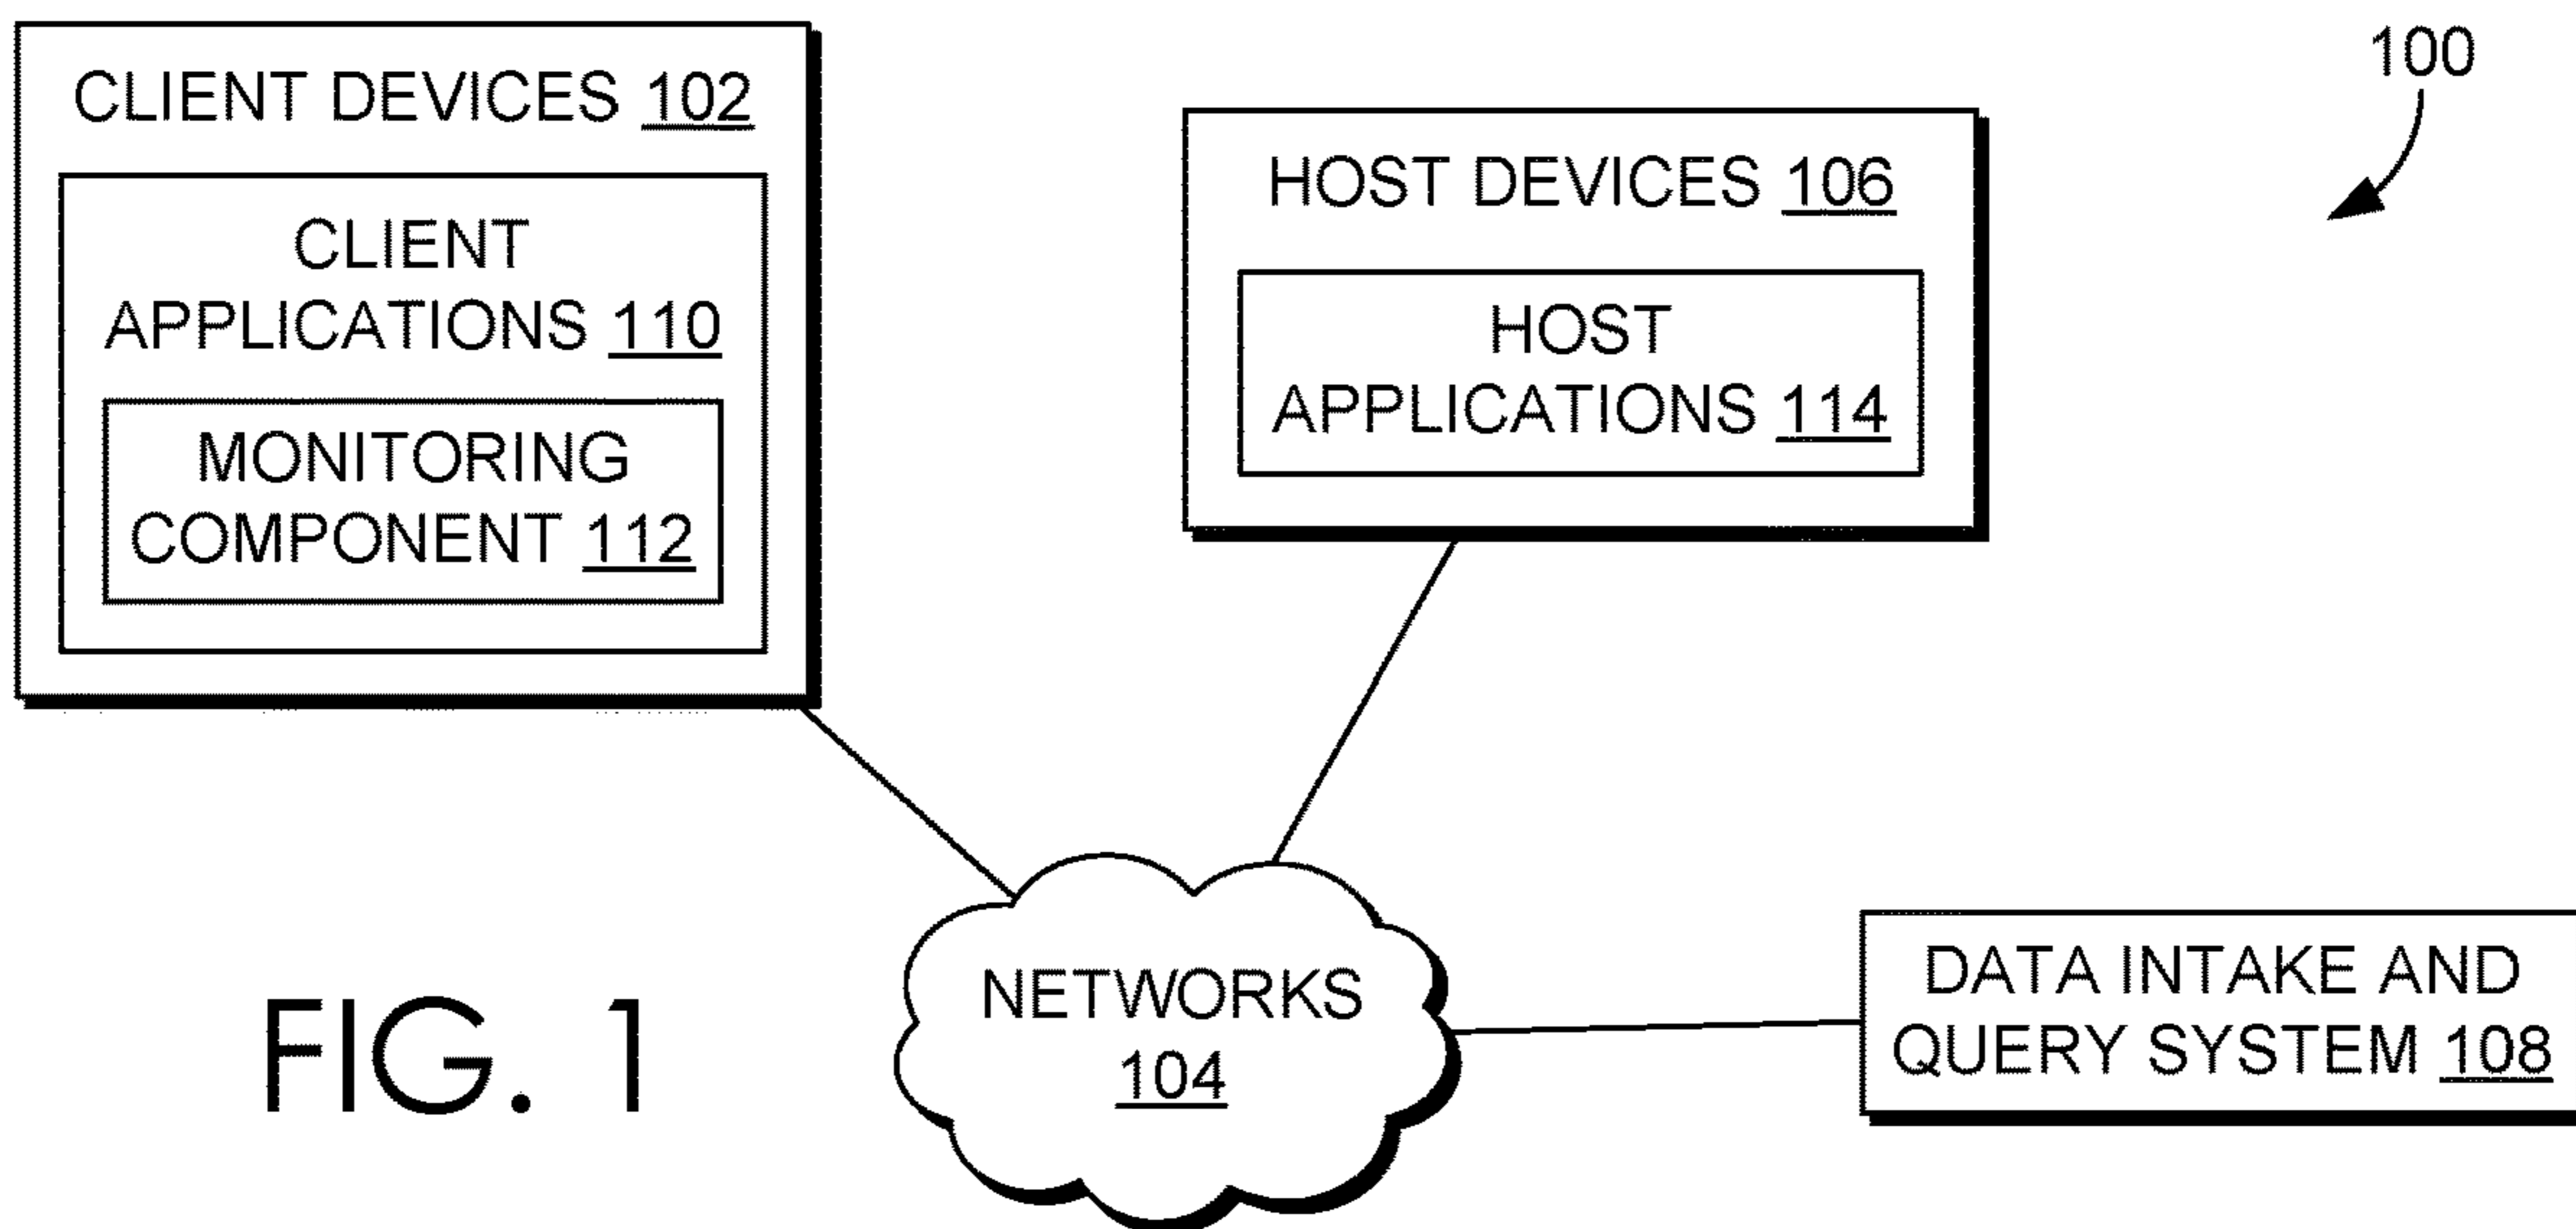 CLIENT DEVICES 102
CLIENT
APPLICATIONS 110
MONITORING
COMPONENT 112
HOST DEVICES 106
HOST
APPLICATIONS 114
100
NETWORKS
104
DATA INTAKE AND
QUERY SYSTEM 108
FIG. 1